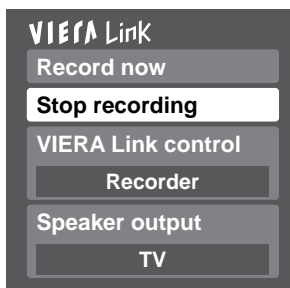 VIERA Link
Record now
Stop recording
VIERA Link control
Recorder
Speaker output
TV